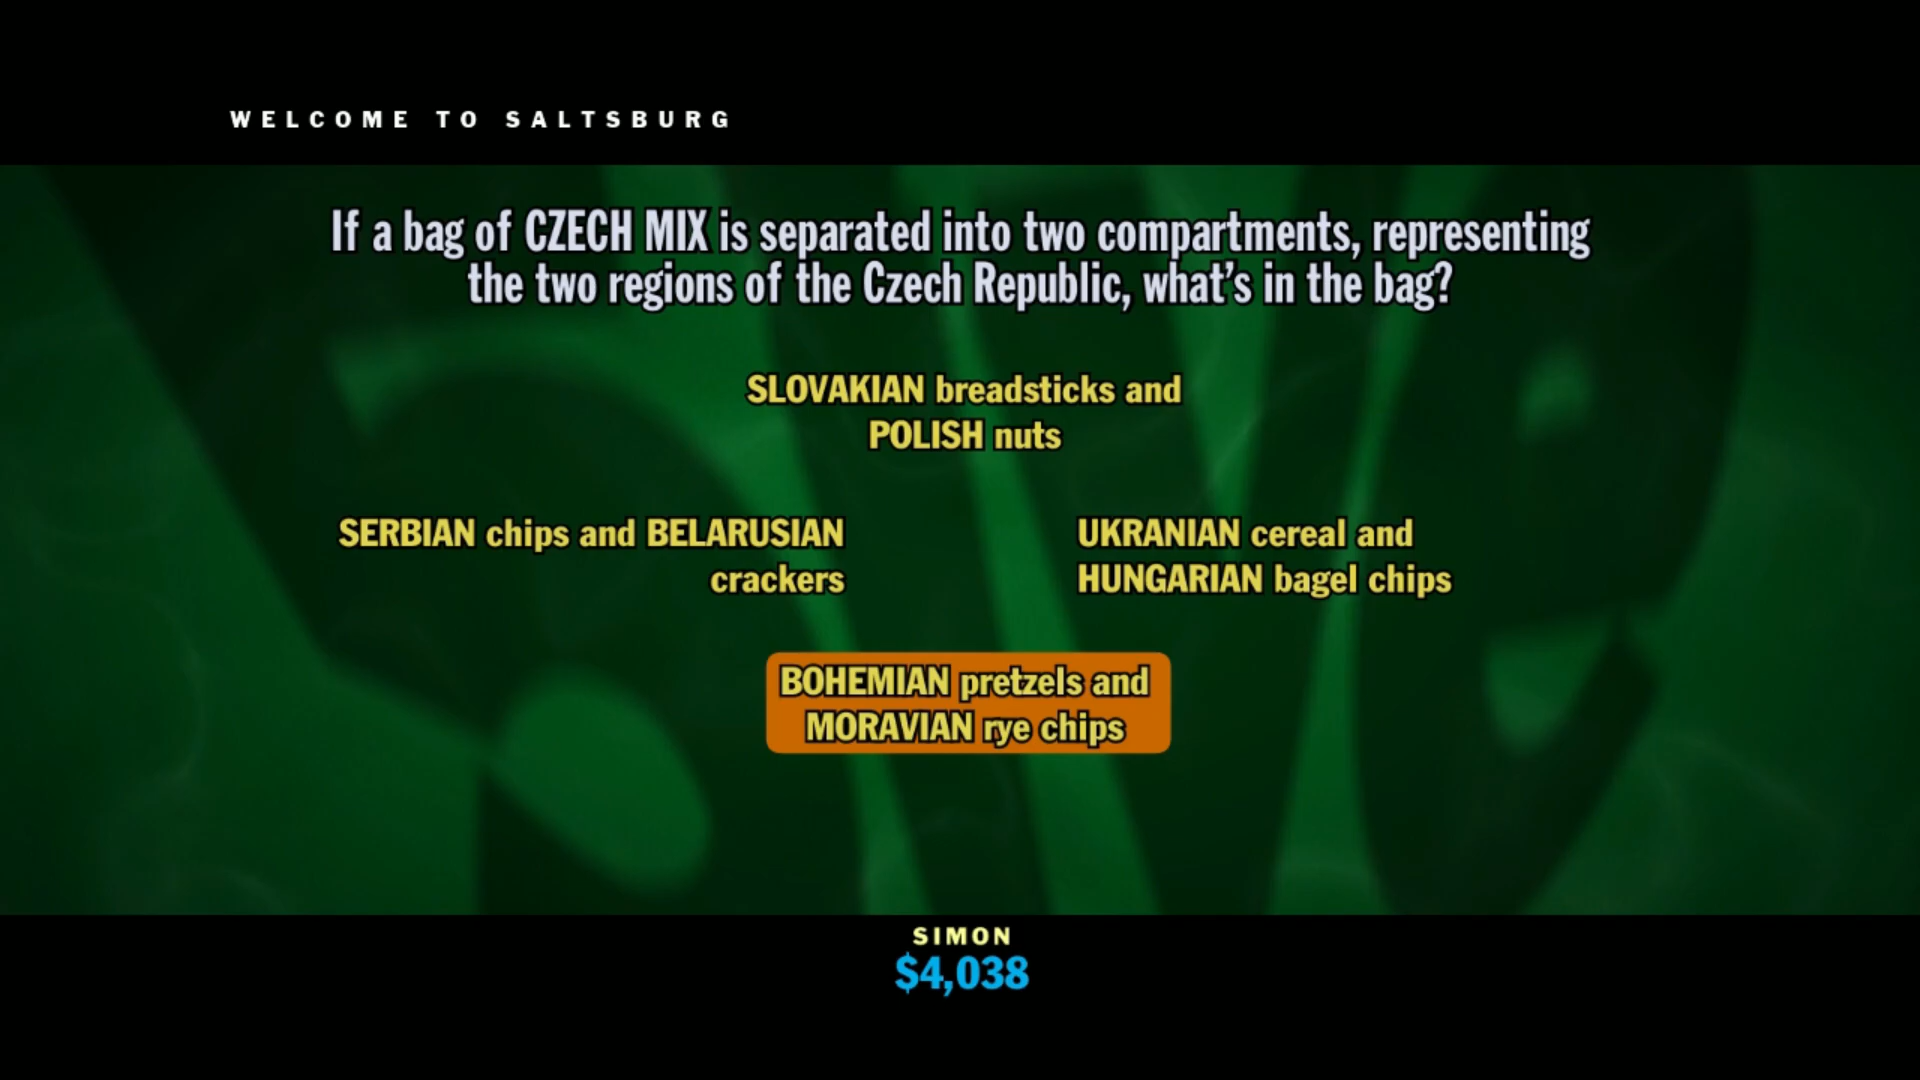 WELCOME TO SALTSBURG
If a bag of CZECH MIX is separated into two compartments, representing
the two regions of the Czech Republic, what's in the bag?
SLOVAKIAN breadsticks and
POLISH nuts
SERBIAN chips and BELARUSIAN
crackers
UKRANIAN cereal and
HUNGARIAN bagel chips
BOHEMIAN pretzels and
MORAVIAN rye chips
SIMON
$4,038